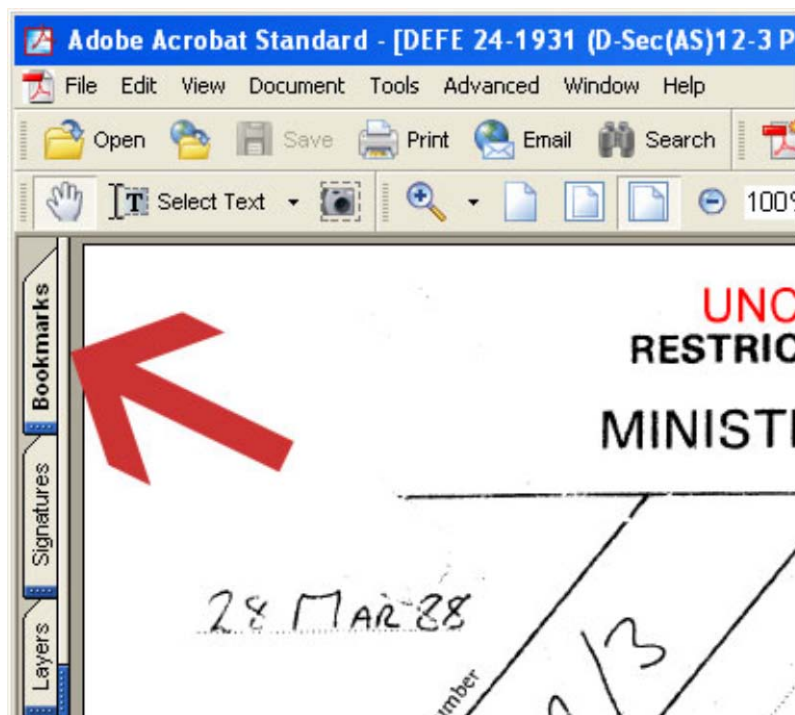 Adobe Acrobat Standard - [DEFE 24-1931 (D-Sec(AS)12-3 P
File Edit View Document Tools Advanced Window Help
Open Save Print Email Search
T Select Text 100%
Bookmarks
Signatures
Layers
UNC
RESTRIC
MINIST
28 MAR 88
mber
/3